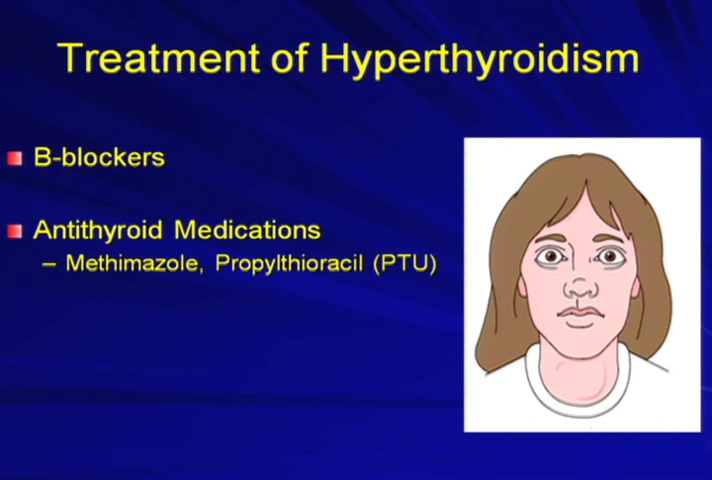 Treatment of Hyperthyroidism
B-blockers
Antithyroid Medications
– Methimazole, Propylthioracil (PTU)